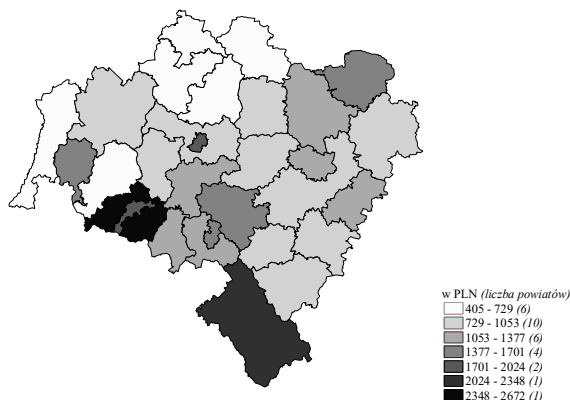 w PLN (liczba powiatów)
405 - 729 (6)
729 - 1053 (10)
1053 - 1377 (6)
1377 - 1701 (4)
1701 - 2024 (2)
2024 - 2348 (1)
2348 - 2672 (1)